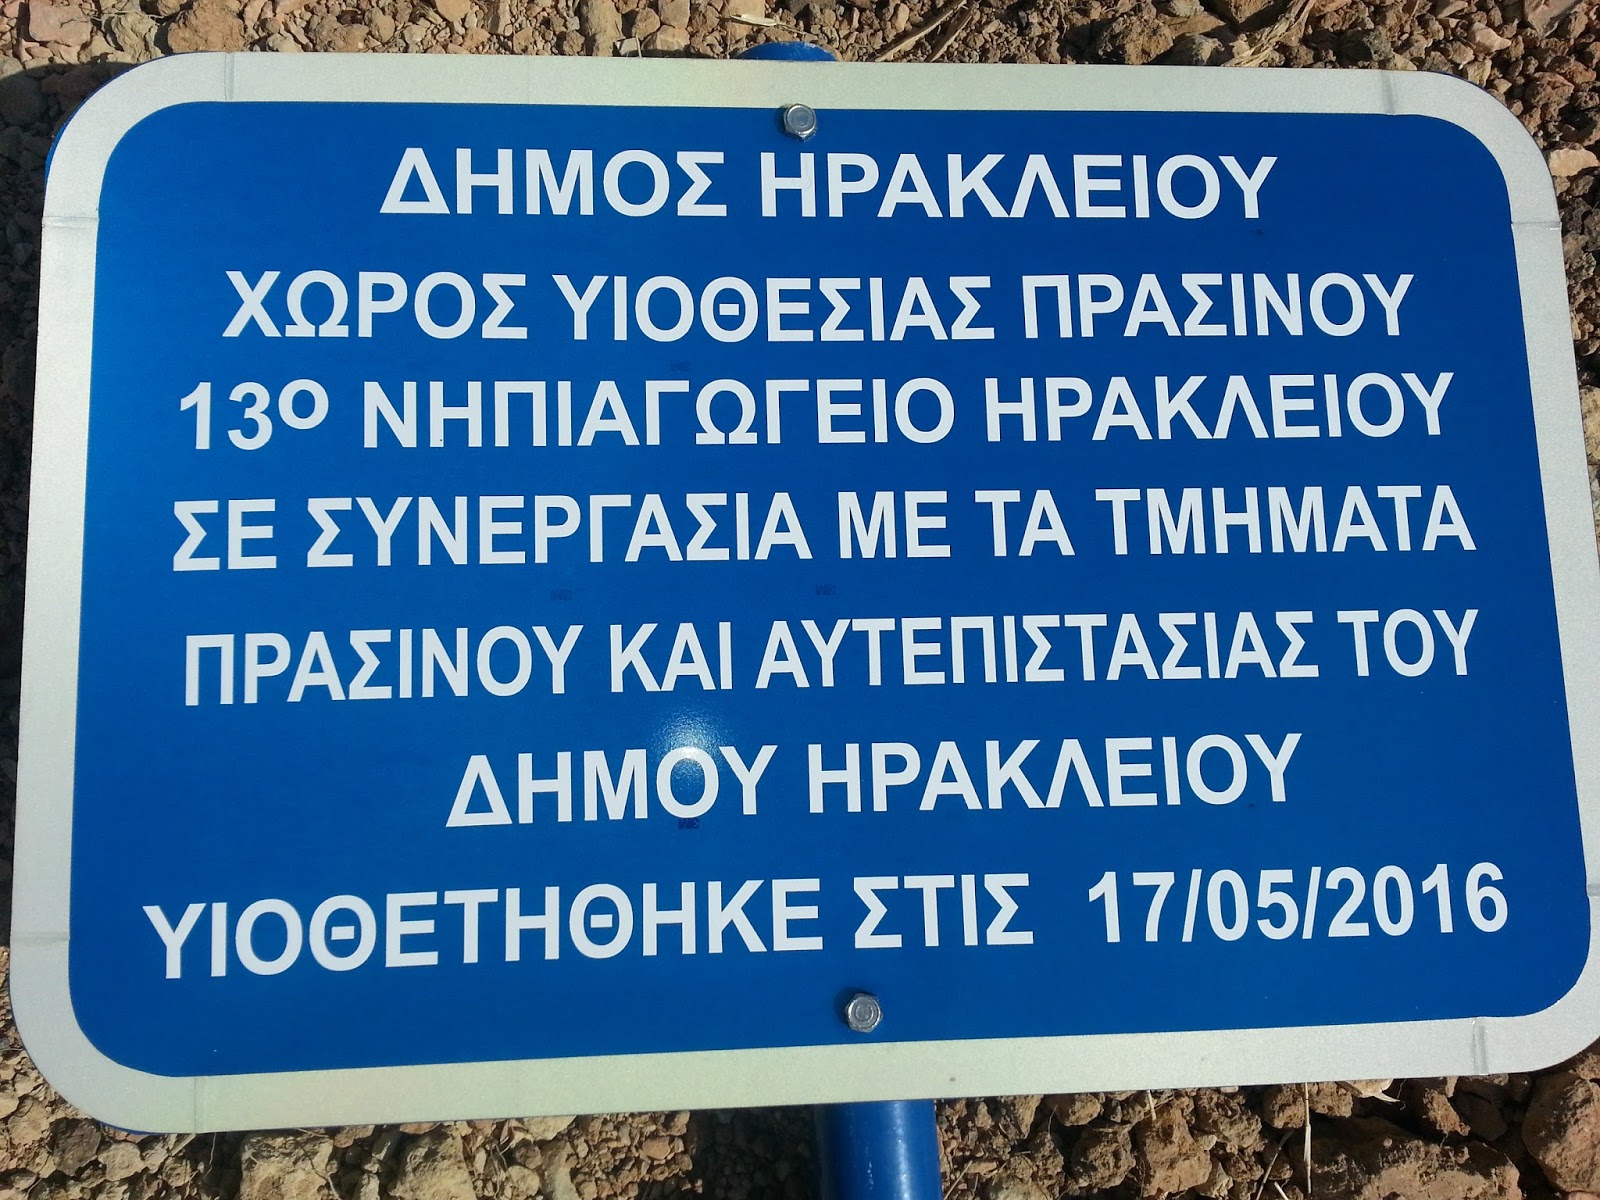 ΔΗΜΟΣ ΗΡΑΚΛΕΙΟΥ
ΧΩΡΟΣ ΥΙΟΘΕΣΙΑΣ ΠΡΑΣΙΝΟΥ
13ο ΝΗΠΙΑΓΩΓΕΙΟ ΗΡΑΚΛΕΙΟΥ
ΣΕ ΣΥΝΕΡΓΑΣΙΑ ΜΕ ΤΑ ΤΜΗΜΑΤΑ
ΠΡΑΣΙΝΟΥ ΚΑΙ ΑΥΤΕΠΙΣΤΑΣΙΑΣ ΤΟΥ
ΔΗΜΟΥ ΗΡΑΚΛΕΙΟΥ
ΥΙΟΘΕΤΗΘΗΚΕ ΣΤΙΣ 17/05/2016